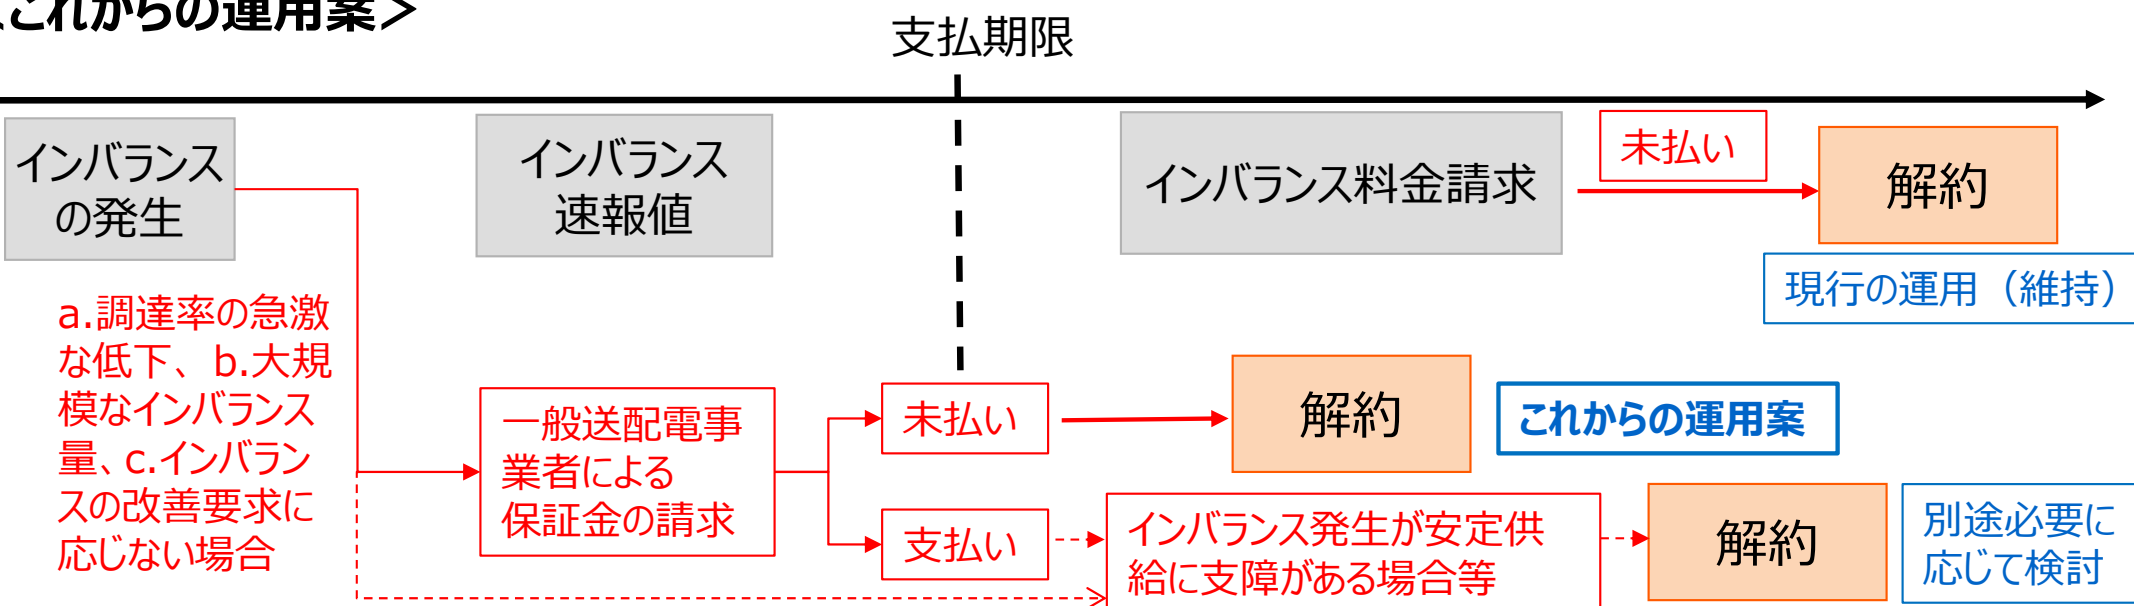 これからの運用案＞
支払期限
インバランス
の発生
インバランス
速報値
インバランス料金請求
未払い
解約
現行の運用（維持）
a.調達率の急激
な低下、b.大規
模なインバランス
量、c.インバラン
スの改善要求に
応じない場合
一般送配電事
業者による
保証金の請求
未払い
解約
これからの運用案
支払い
インバランス発生が安定供
給に支障がある場合等
解約
別途必要に
応じて検討